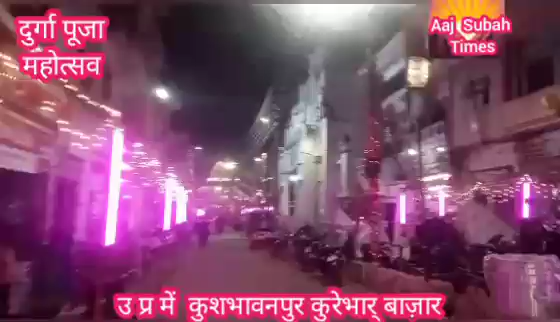 दुर्गा पूजा
महोत्सव
Aaj Subah
Times
उ प्र में कुशभावनपुर कुरेभार् बाज़ार